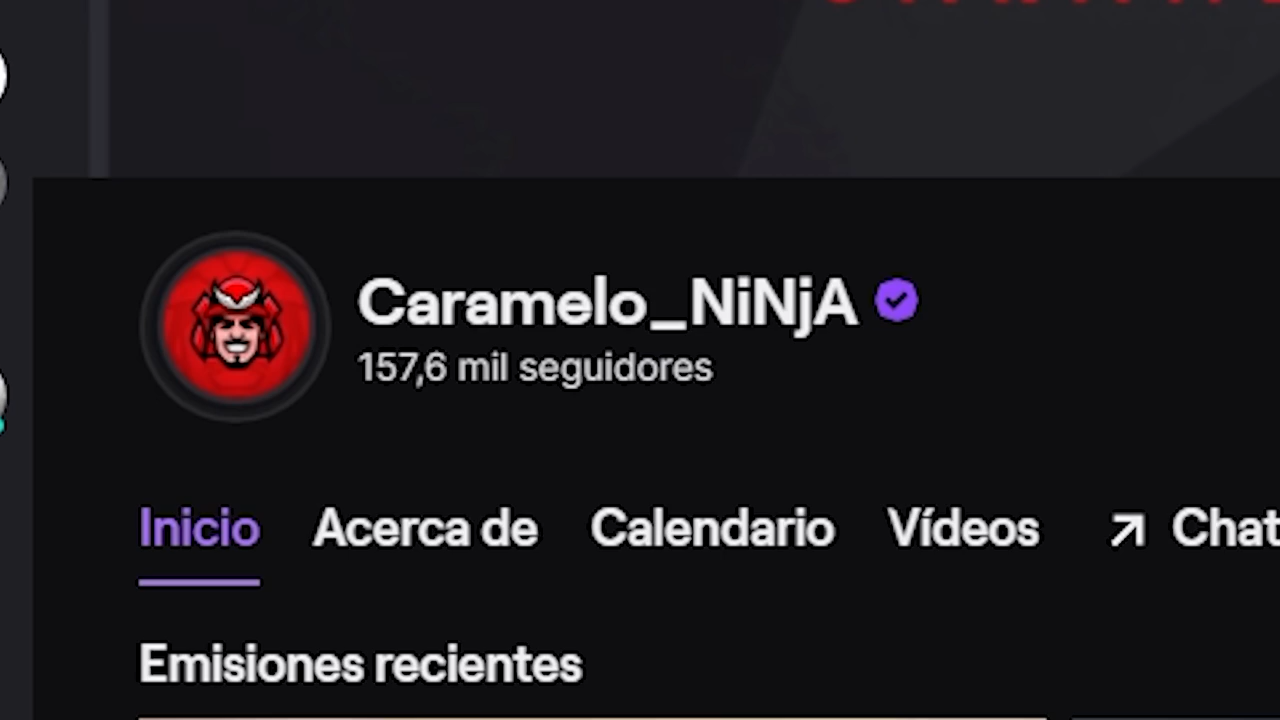 Caramelo_NiNjA
157,6 mil seguidores
Inicio Acerca de Calendario Vídeos Chat
Emisiones recientes